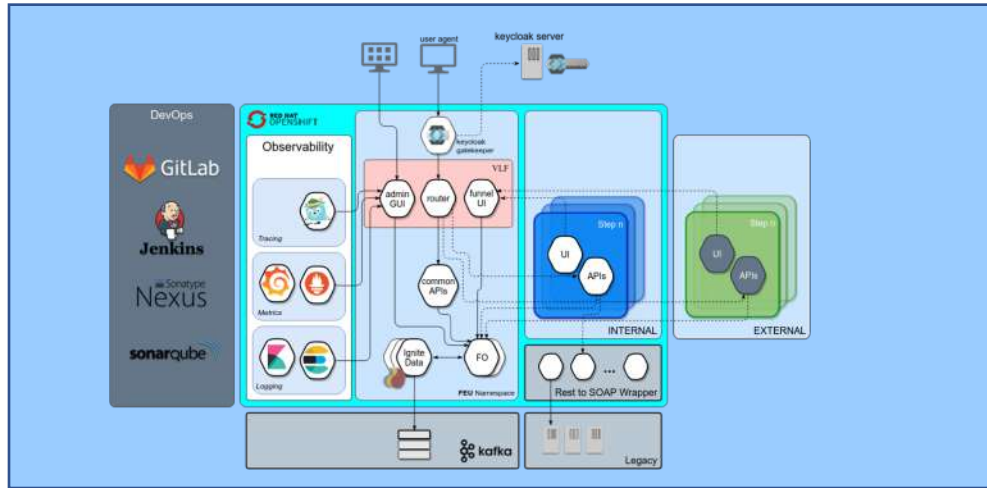 user agent
keycloak server
DevOps
GitLab
Jenkins
Sonatype
Nexus
sonarqube
RED HAT
OPENSHIFT
Observability
Tracing
Metrics
Logging
keycloak
gatekeeper
VLF
admin
GUI
router
funnel
UI
common
APIs
Ignite
Data
FO
FEU Namespace
Step n
UI
APIs
INTERNAL
Step n
UI
APIs
EXTERNAL
...
Rest to SOAP Wrapper
kafka
Legacy